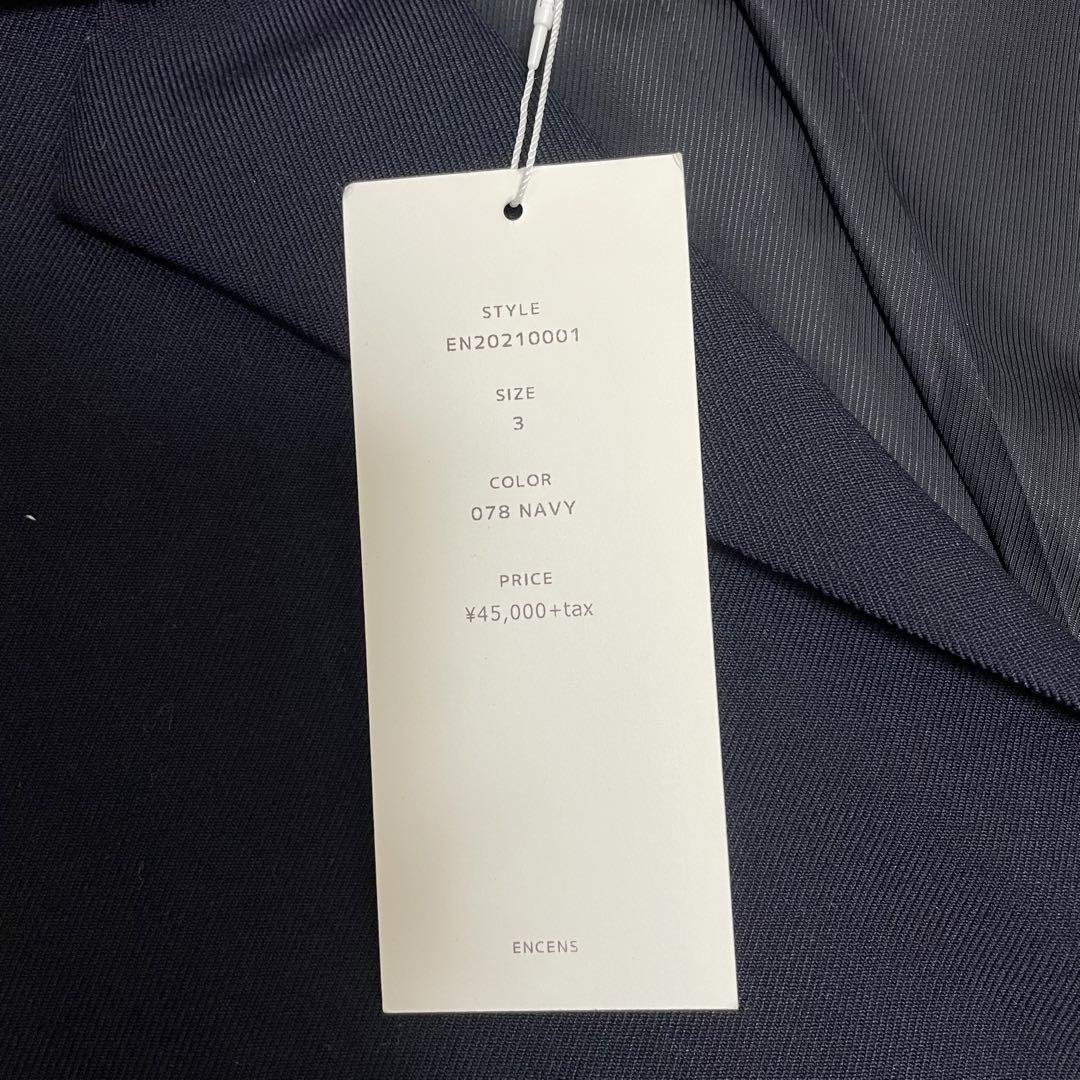 STYLE
EN20210001
SIZE
3
COLOR
078 NAVY
PRICE
¥45,000+tax
ENCENS